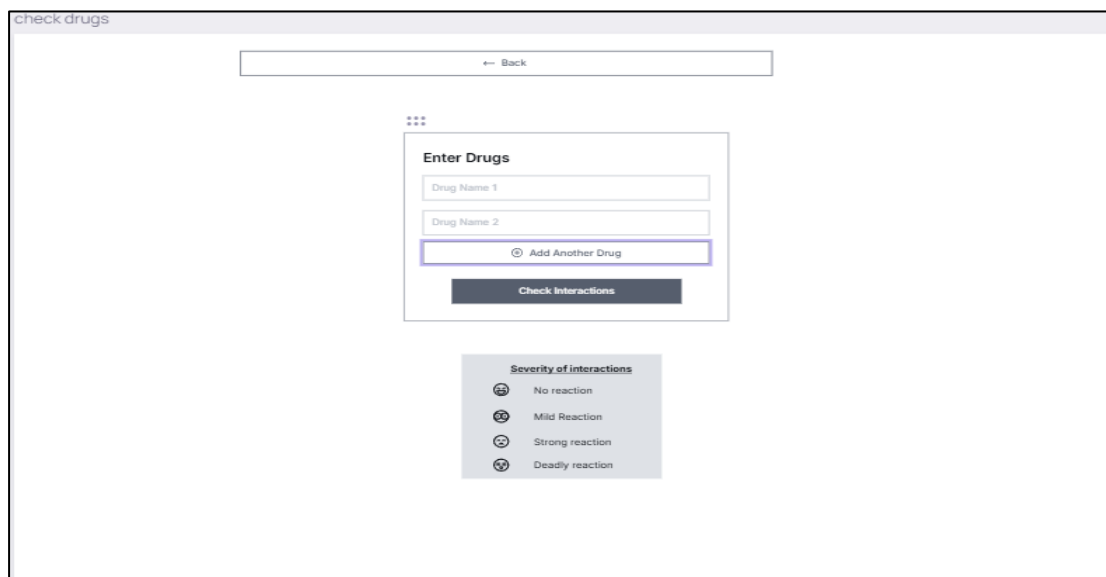 check drugs
← Back
Enter Drugs
Drug Name 1
Drug Name 2
Add Another Drug
Check Interactions
Severity of interactions
No reaction
Mild Reaction
Strong reaction
Deadly reaction